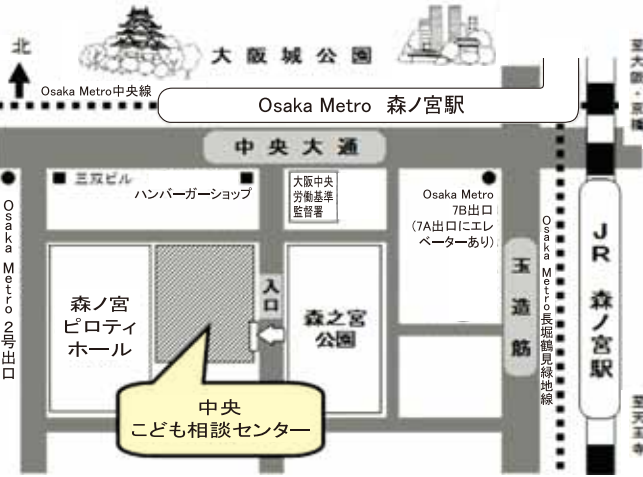 北
大阪城公園
至大阪・京橋
Osaka Metro中央線
Osaka Metro 森ノ宮駅
中央大通
三双ビル
ハンバーガーショップ
大阪中央
労働基準
監督署
Osaka Metro
7B出口
(7A出口にエレ
ベーターあり)
Osaka Metro 2号出口
Osaka Metro長堀鶴見緑地線
JR 森ノ宮駅
玉造筋
入口
森ノ宮
ピロティ
ホール
森之宮
公園
中央
こども相談センター
至天王寺